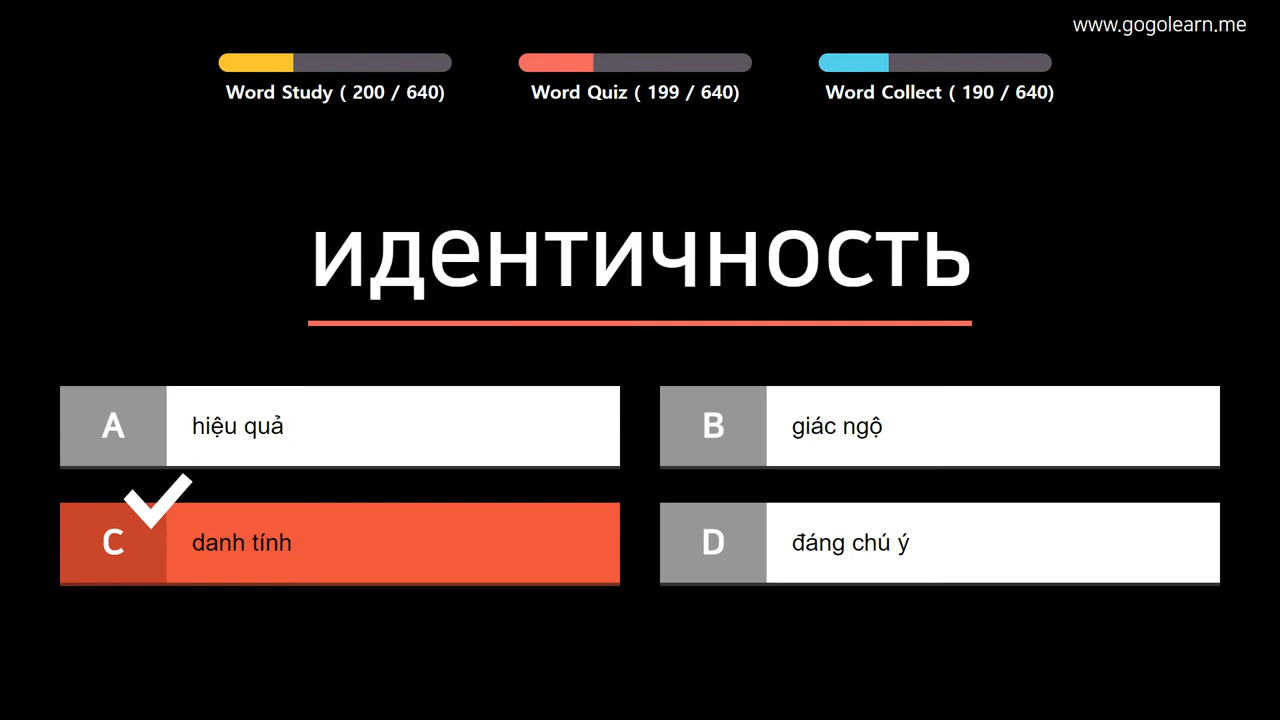 www.gogolearn.me
Word Study ( 200 / 640)
Word Quiz ( 199 / 640)
Word Collect ( 190 / 640)
идентичность
A hiệu quả
B giác ngộ
C danh tính
D đáng chú ý